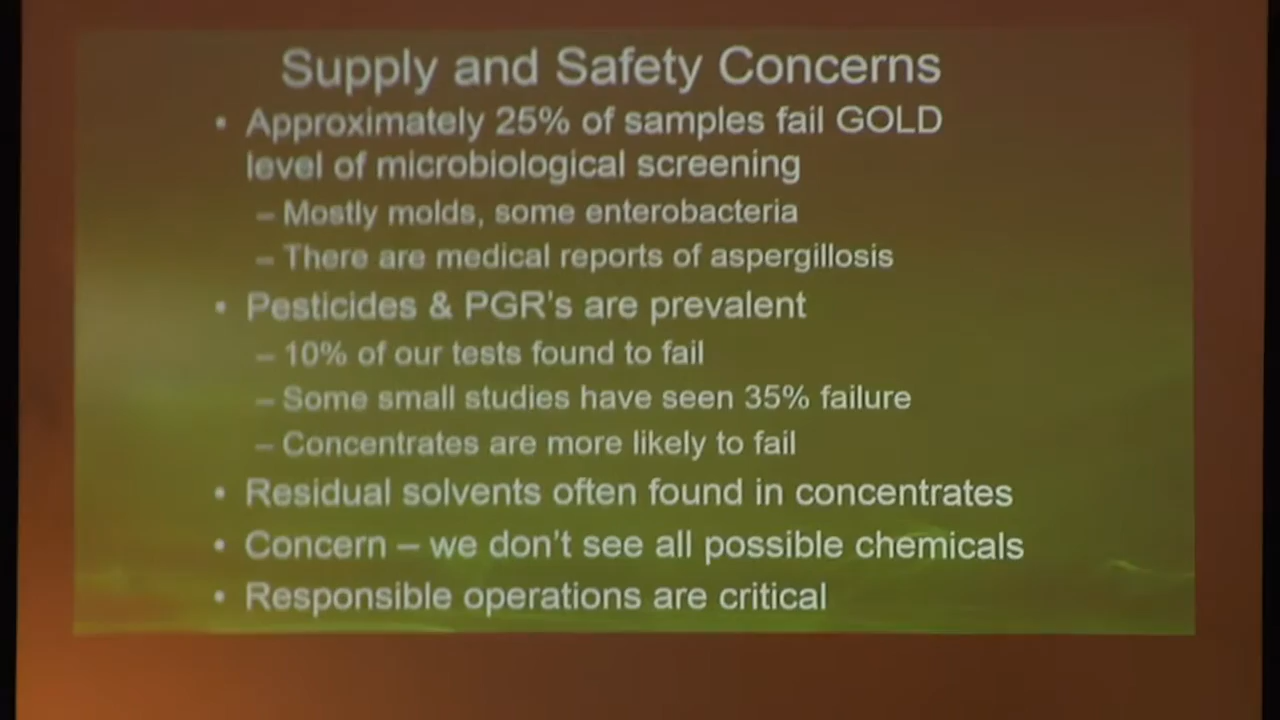 Supply and Safety Concerns
• Approximately 25% of samples fail GOLD
level of microbiological screening
– Mostly molds, some enterobacteria
– There are medical reports of aspergillosis
• Pesticides & PGR's are prevalent
– 10% of our tests found to fail
– Some small studies have seen 35% failure
– Concentrates are more likely to fail
• Residual solvents often found in concentrates
• Concern – we don't see all possible chemicals
• Responsible operations are critical